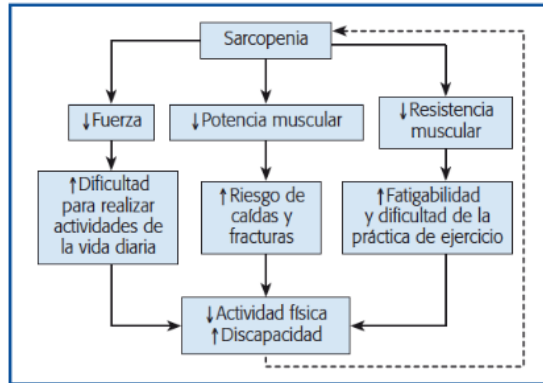 Sarcopenia
↓Fuerza
↓Potencia muscular
↓Resistencia
muscular
↑Dificultad
para realizar
actividades de
la vida diaria
↑Riesgo de
caídas y
fracturas
↑Fatigabilidad
y dificultad de la
práctica de ejercicio
↓Actividad física
↑Discapacidad